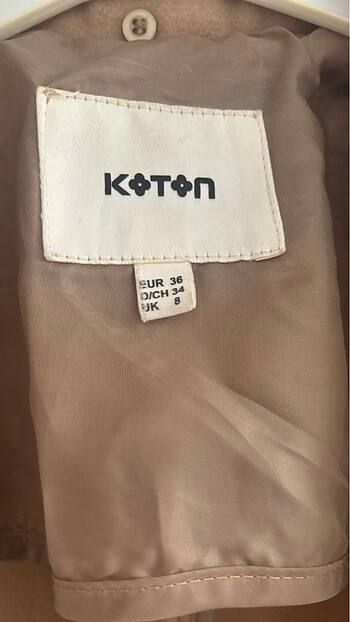 KOTON
EUR 36
D/CH 34
UK 8